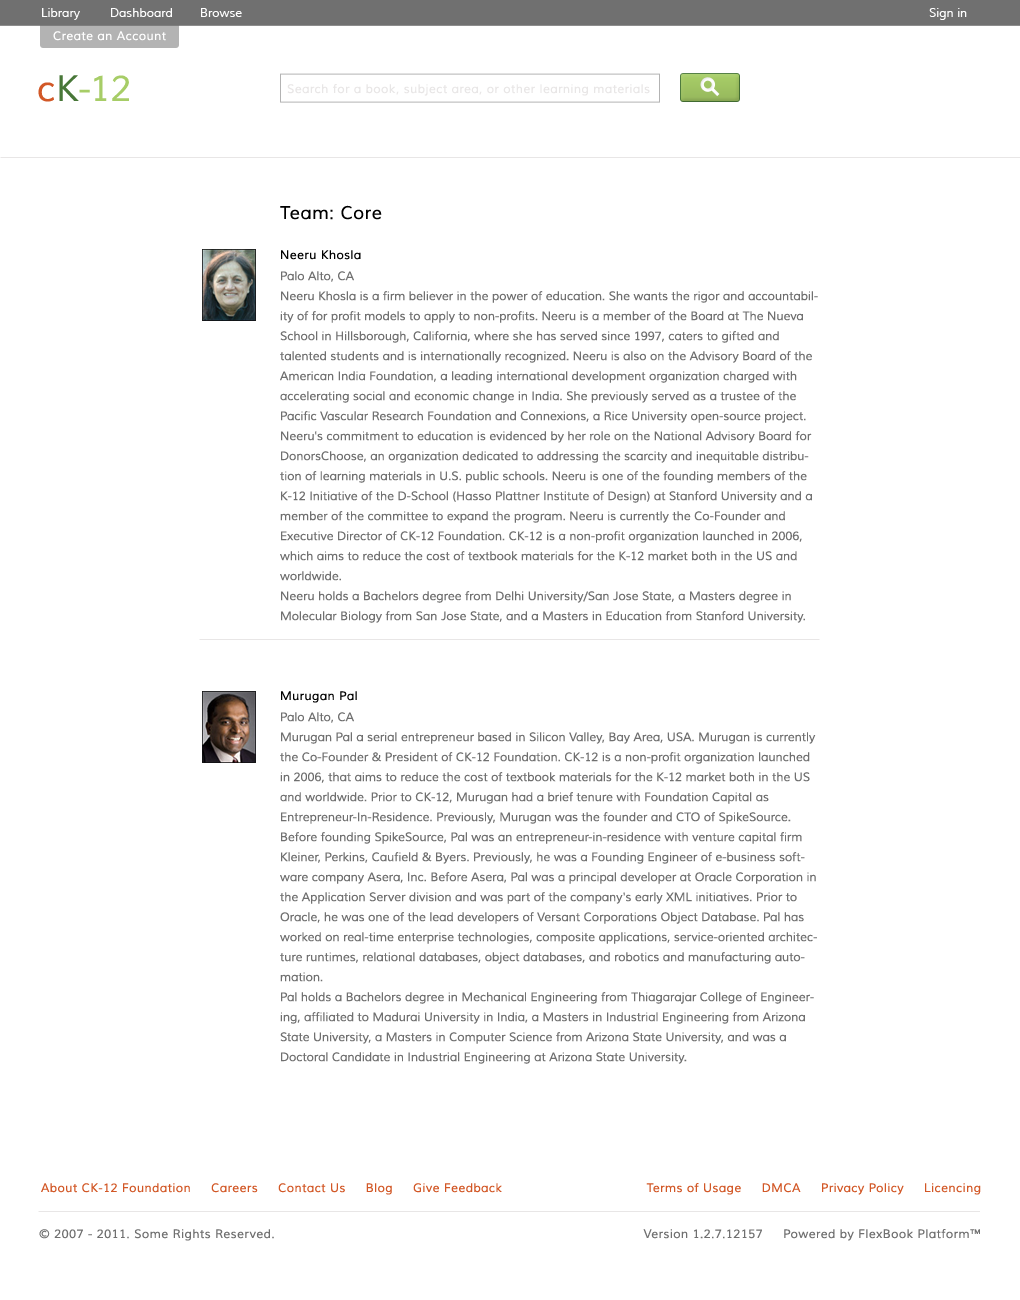 Library Dashboard Browse Sign in
Create an Account
cK-12
Search for a book, subject area, or other learning materials
Team: Core
Neeru Khosla
Palo Alto, CA
Neeru Khosla is a firm believer in the power of education. She wants the rigor and accountabil-
ity of for profit models to apply to non-profits. Neeru is a member of the Board at The Nueva
School in Hillsborough, California, where she has served since 1997, caters to gifted and
talented students and is internationally recognized. Neeru is also on the Advisory Board of the
American India Foundation, a leading international development organization charged with
accelerating social and economic change in India. She previously served as a trustee of the
Pacific Vascular Research Foundation and Connexions, a Rice University open-source project.
Neeru's commitment to education is evidenced by her role on the National Advisory Board for
DonorsChoose, an organization dedicated to addressing the scarcity and inequitable distribu-
tion of learning materials in U.S. public schools. Neeru is one of the founding members of the
K-12 Initiative of the D-School (Hasso Plattner Institute of Design) at Stanford University and a
member of the committee to expand the program. Neeru is currently the Co-Founder and
Executive Director of CK-12 Foundation. CK-12 is a non-profit organization launched in 2006,
which aims to reduce the cost of textbook materials for the K-12 market both in the US and
worldwide.
Neeru holds a Bachelors degree from Delhi University/San Jose State, a Masters degree in
Molecular Biology from San Jose State, and a Masters in Education from Stanford University.
Murugan Pal
Palo Alto, CA
Murugan Pal a serial entrepreneur based in Silicon Valley, Bay Area, USA. Murugan is currently
the Co-Founder & President of CK-12 Foundation. CK-12 is a non-profit organization launched
in 2006, that aims to reduce the cost of textbook materials for the K-12 market both in the US
and worldwide. Prior to CK-12, Murugan had a brief tenure with Foundation Capital as
Entrepreneur-In-Residence. Previously, Murugan was the founder and CTO of SpikeSource.
Before founding SpikeSource, Pal was an entrepreneur-in-residence with venture capital firm
Kleiner, Perkins, Caufield & Byers. Previously, he was a Founding Engineer of e-business soft-
ware company Asera, Inc. Before Asera, Pal was a principal developer at Oracle Corporation in
the Application Server division and was part of the company's early XML initiatives. Prior to
Oracle, he was one of the lead developers of Versant Corporations Object Database. Pal has
worked on real-time enterprise technologies, composite applications, service-oriented architec-
ture runtimes, relational databases, object databases, and robotics and manufacturing auto-
mation.
Pal holds a Bachelors degree in Mechanical Engineering from Thiagarajar College of Engineer-
ing, affiliated to Madurai University in India, a Masters in Industrial Engineering from Arizona
State University, a Masters in Computer Science from Arizona State University, and was a
Doctoral Candidate in Industrial Engineering at Arizona State University.
About CK-12 Foundation Careers Contact Us Blog Give Feedback Terms of Usage DMCA Privacy Policy Licencing
© 2007 - 2011. Some Rights Reserved. Version 1.2.7.12157 Powered by FlexBook Platform™